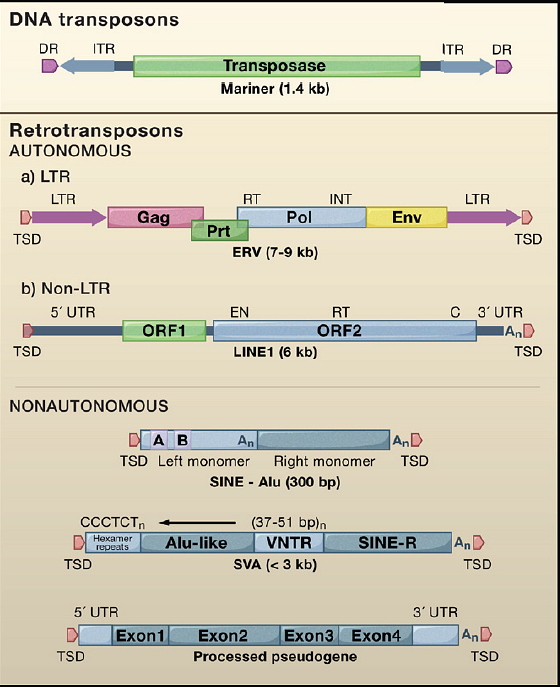 DNA transposons
DR ITR ITR DR
Transposase
Mariner (1.4 kb)
Retrotransposons
AUTONOMOUS
a) LTR
LTR RT INT LTR
Gag Pol Env
Prt
TSD TSD
ERV (7-9 kb)
b) Non-LTR
5′ UTR EN RT C 3′ UTR
ORF1 ORF2 An
TSD TSD
LINE1 (6 kb)
NONAUTONOMOUS
A B An An
TSD Left monomer Right monomer TSD
SINE - Alu (300 bp)
CCCTCTn (37-51 bp)n
Hexamer repeats Alu-like VNTR SINE-R An
TSD TSD
SVA (< 3 kb)
5′ UTR 3′ UTR
Exon1 Exon2 Exon3 Exon4 An
TSD TSD
Processed pseudogene